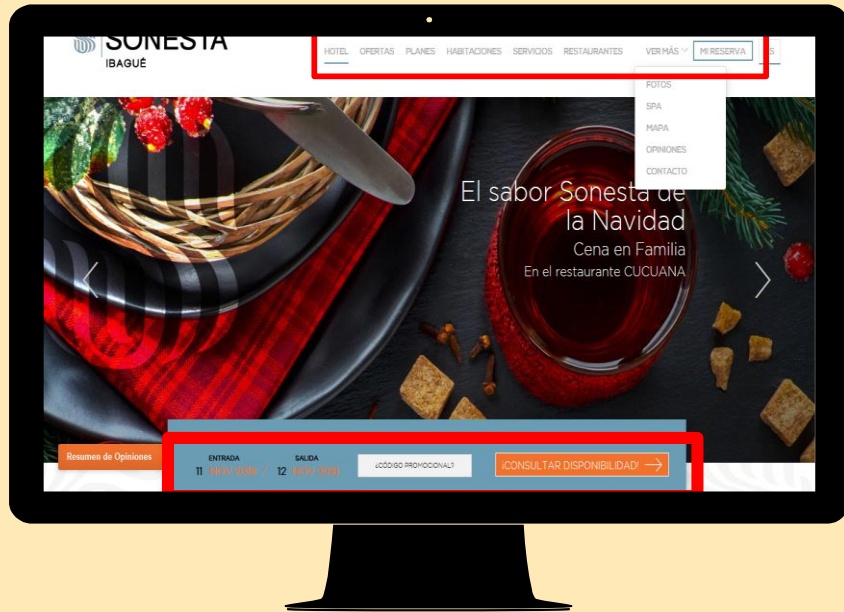 SONESTA
IBAGUÉ
HOTEL OFERTAS PLANES HABITACIONES SERVICIOS RESTAURANTES VER MÁS MI RESERVA
FOTOS
SPA
MAPA
OPINIONES
CONTACTO
El sabor Sonesta de
la Navidad
Cena en Familia
En el restaurante CUCUANA
Resumen de Opiniones
ENTRADA SALIDA
11 NOV / 12 NOV
¿CÓDIGO PROMOCIONAL?
¡CONSULTAR DISPONIBILIDAD!